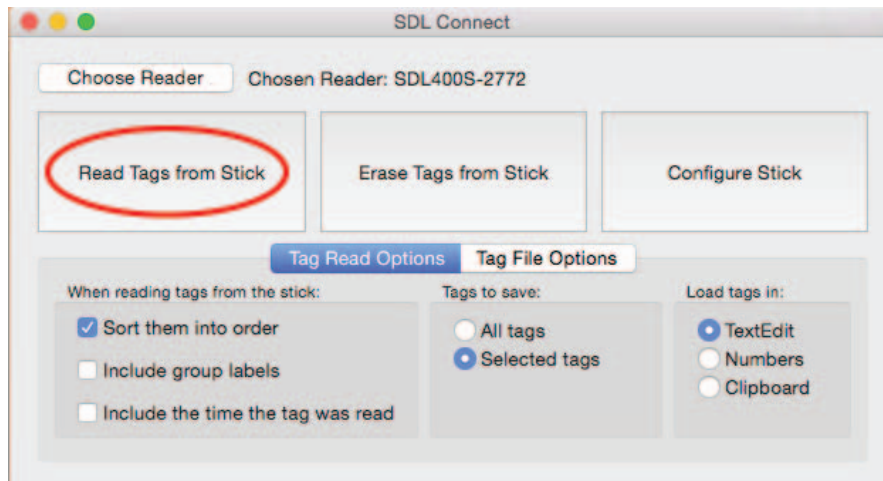 SDL Connect
Choose Reader Chosen Reader: SDL400S-2772
Read Tags from Stick Erase Tags from Stick Configure Stick
Tag Read Options Tag File Options
When reading tags from the stick: Tags to save: Load tags in:
Sort them into order All tags TextEdit
Include group labels Selected tags Numbers
Include the time the tag was read Clipboard